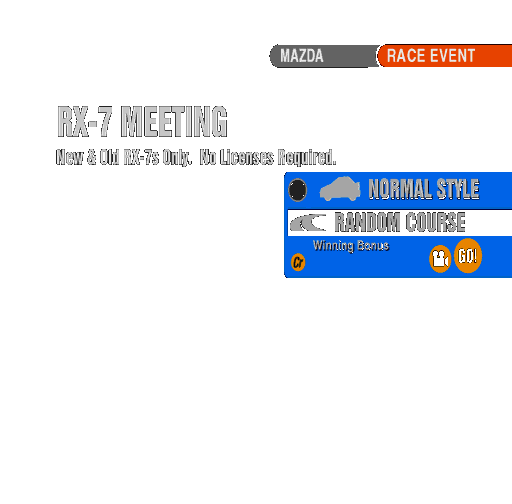 MAZDA
RACE EVENT
RX-7 MEETING
New & Old RX-7s Only. No Licenses Required.
NORMAL STYLE
RANDOM COURSE
Winning Bonus
Cr
GO!